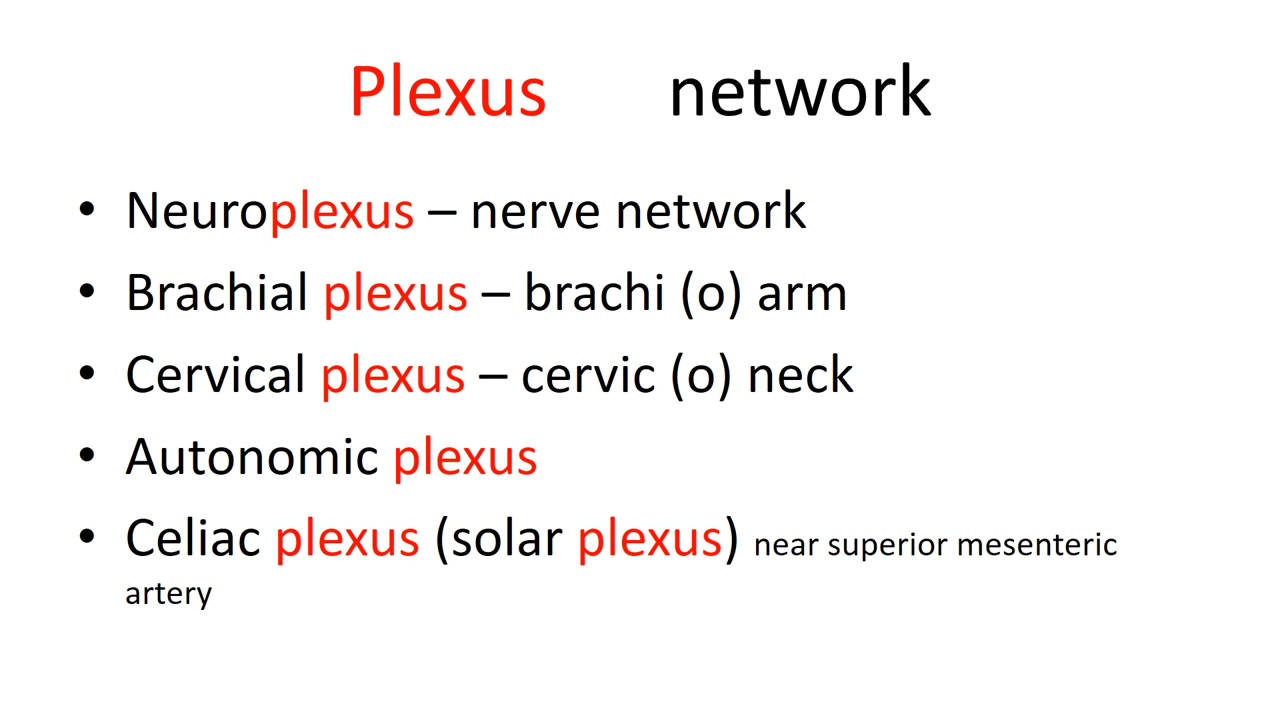 Plexus network
• Neuroplexus – nerve network
• Brachial plexus – brachi (o) arm
• Cervical plexus – cervic (o) neck
• Autonomic plexus
• Celiac plexus (solar plexus) near superior mesenteric
artery